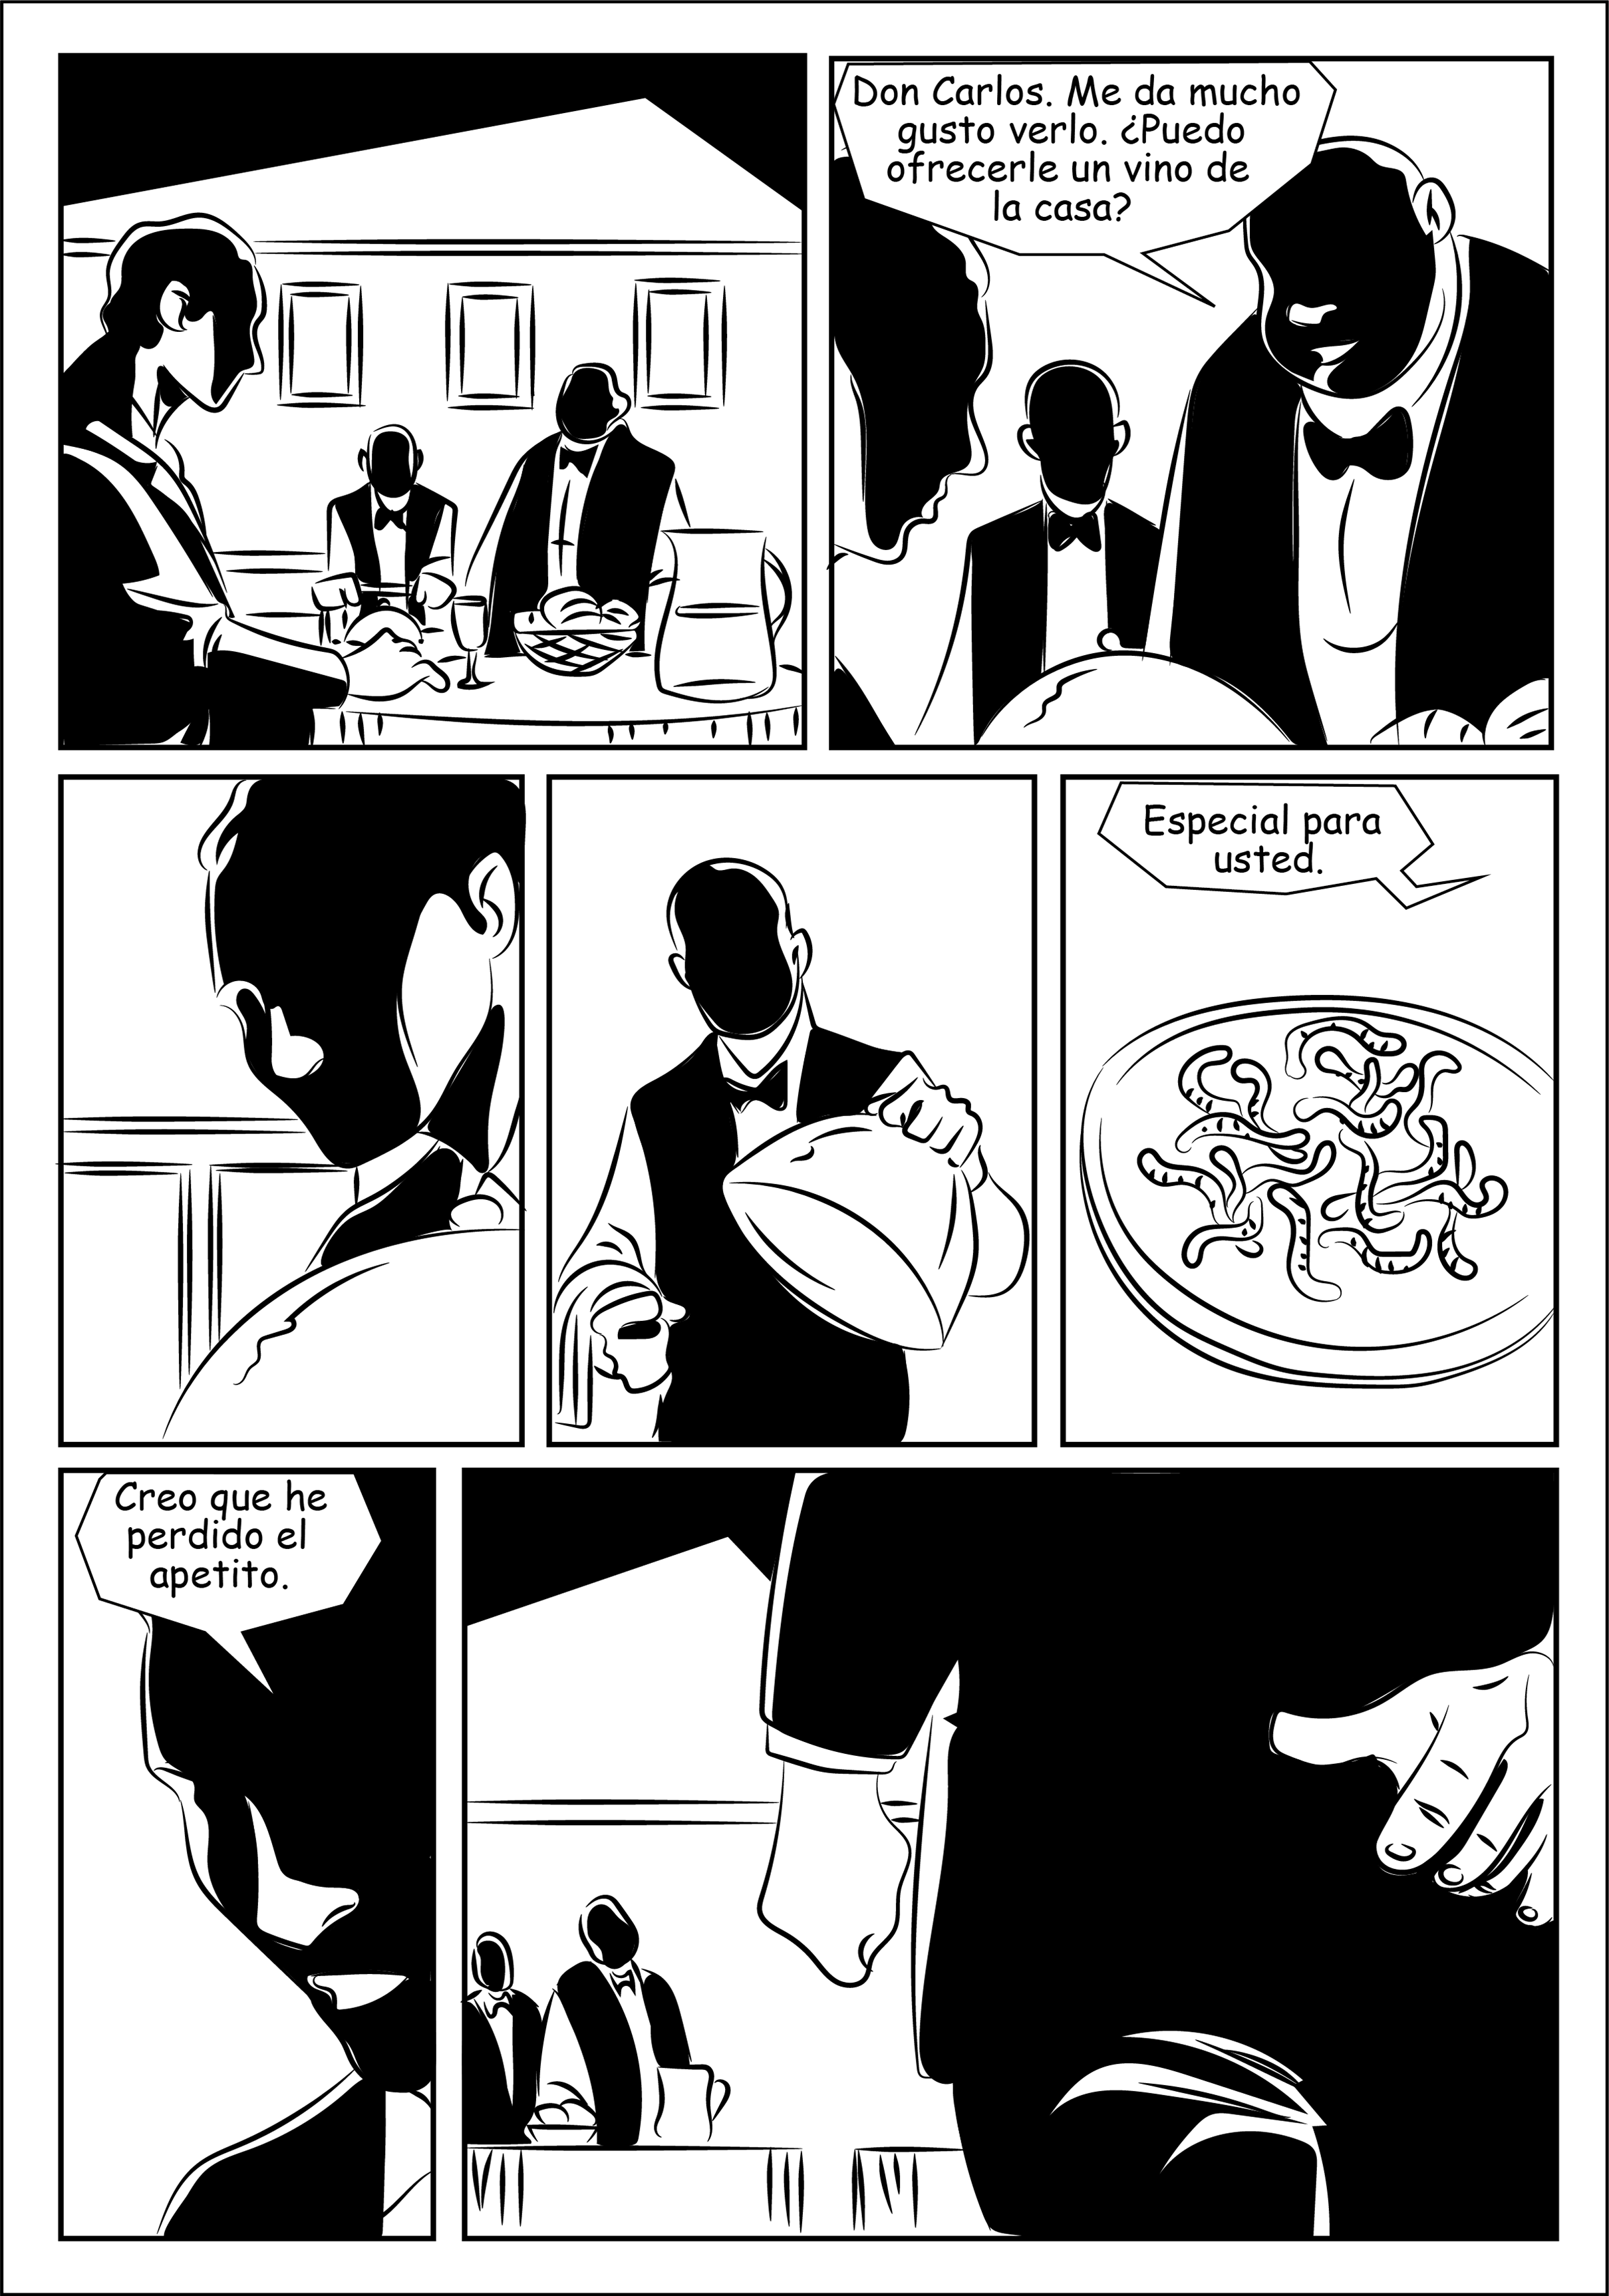 Don Carlos. Me da mucho
gusto verlo. ¿Puedo
ofrecerle un vino de
la casa?
Especial para
usted.
Creo que he
perdido el
apetito.